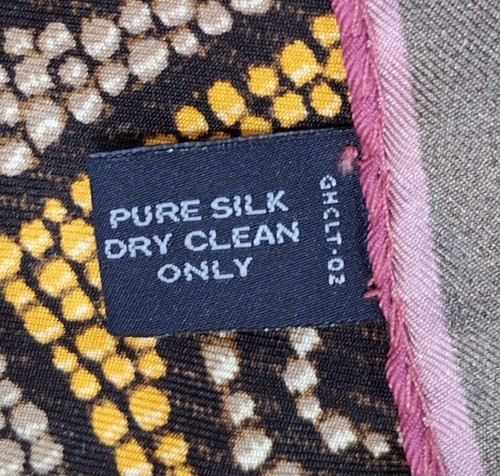 PURE SILK
DRY CLEAN
ONLY
GHCLT-02